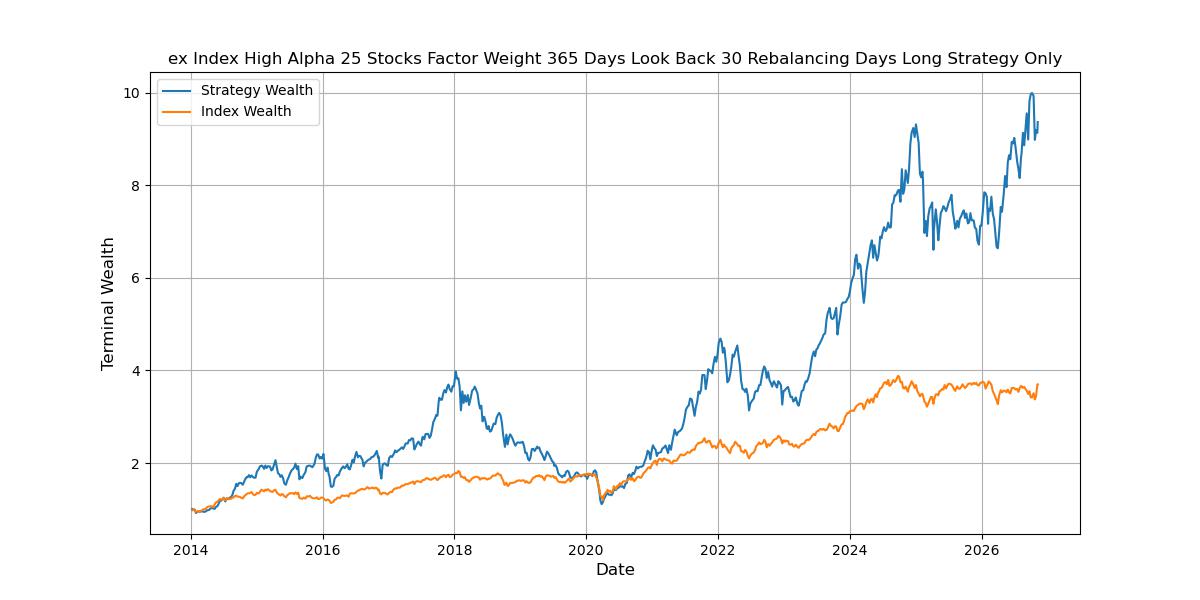 ex Index High Alpha 25 Stocks Factor Weight 365 Days Look Back 30 Rebalancing Days Long Strategy Only
Strategy Wealth
Index Wealth
10
8
6
4
2
Terminal Wealth
2014 2016 2018 2020 2022 2024 2026
Date